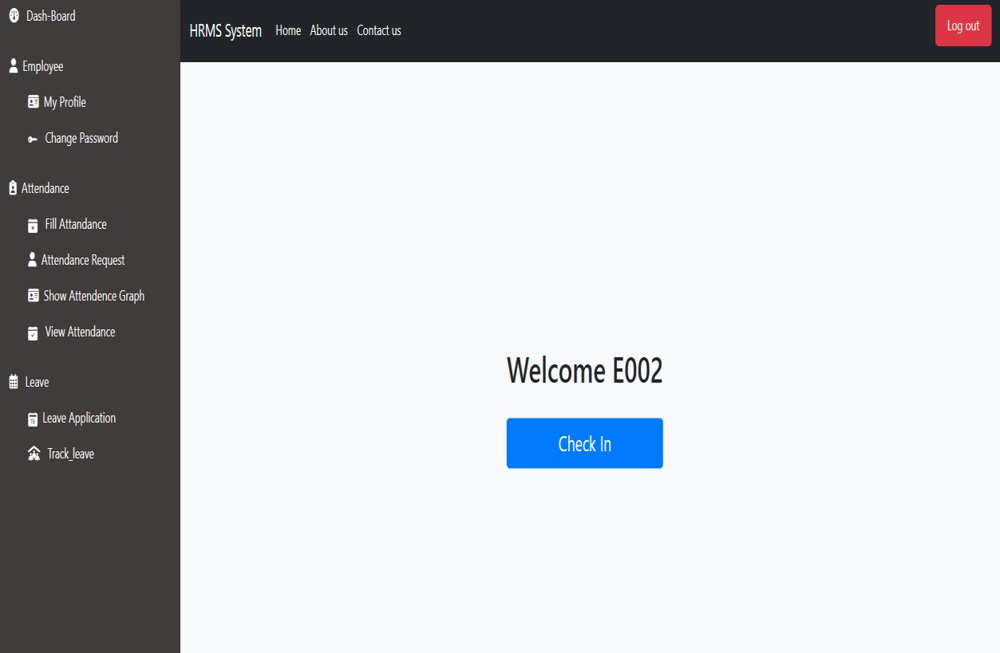 Dash-Board
Employee
My Profile
Change Password
Attendance
Fill Attandance
Attendance Request
Show Attendence Graph
View Attendance
Leave
Leave Application
Track_leave
HRMS System Home About us Contact us
Log out
Welcome E002
Check In